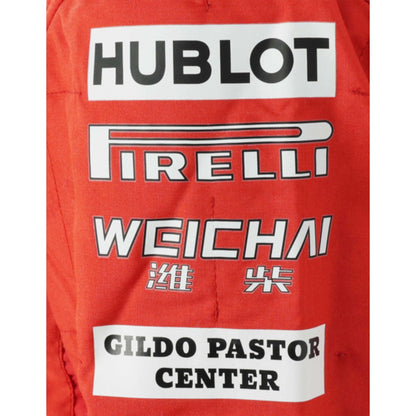 HUBLOT
PIRELLI
WEICHAI
潍柴
GILDO PASTOR
CENTER